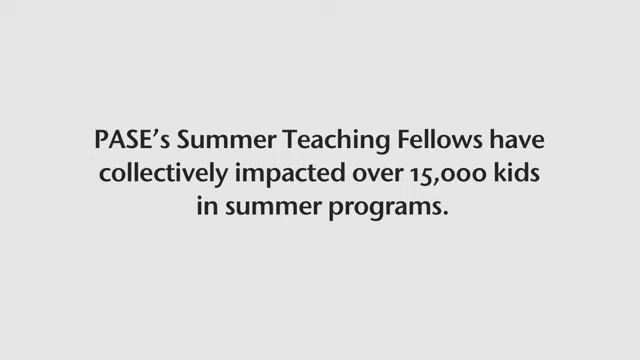 PASE’s Summer Teaching Fellows have
collectively impacted over 15,000 kids
in summer programs.